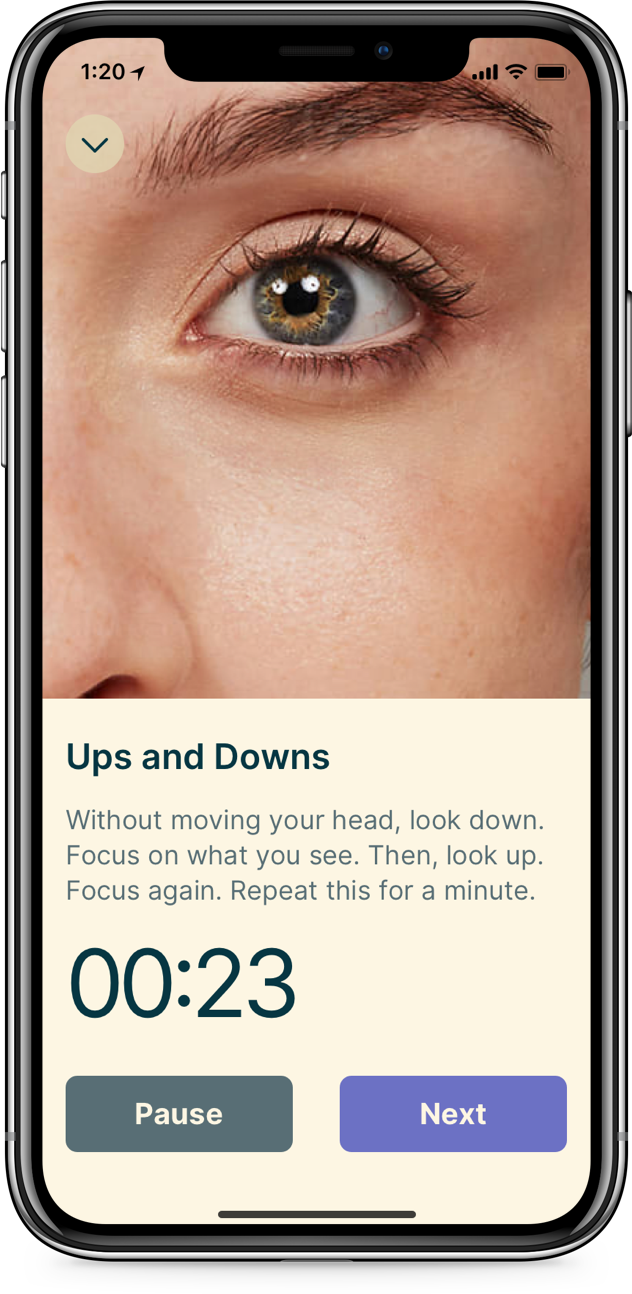 1:20
Ups and Downs
Without moving your head, look down.
Focus on what you see. Then, look up.
Focus again. Repeat this for a minute.
00:23
Pause Next